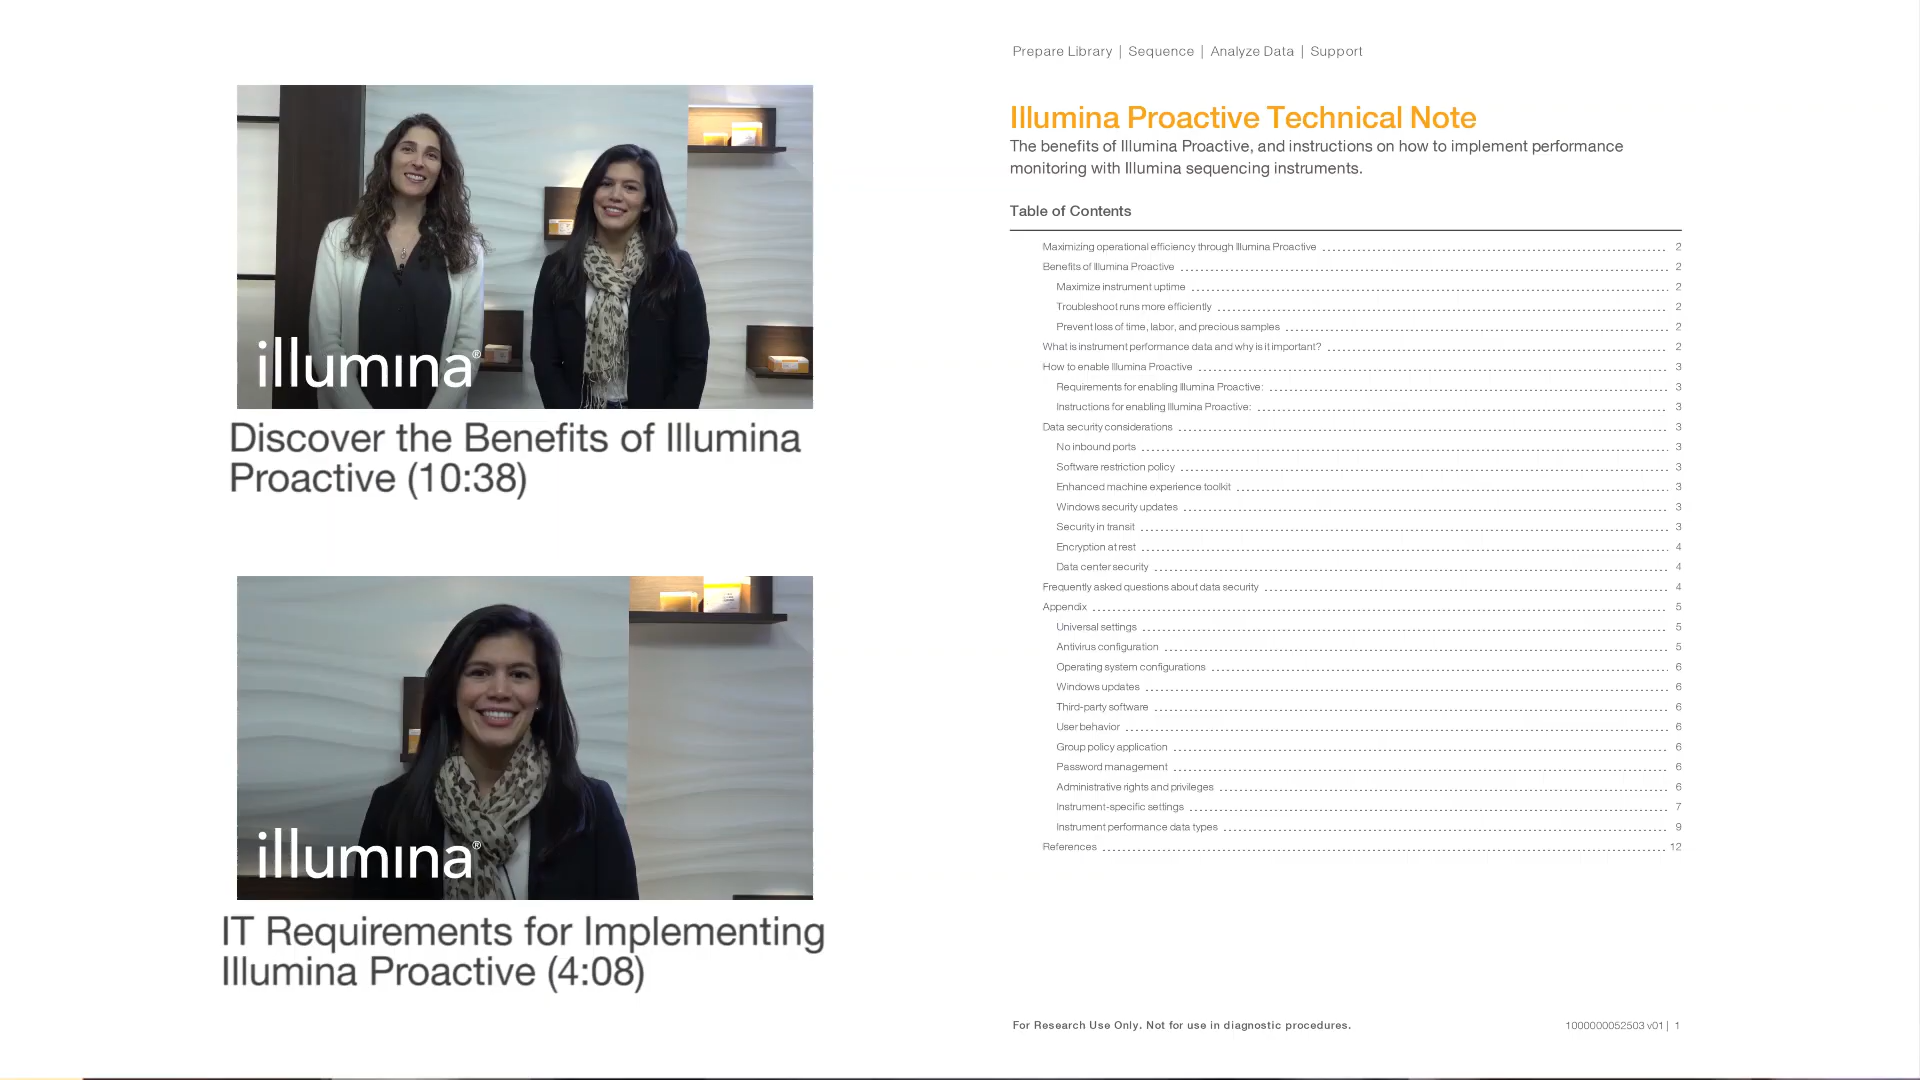 illumina®
Discover the Benefits of Illumina
Proactive (10:38)
illumina®
IT Requirements for Implementing
Illumina Proactive (4:08)
Prepare Library | Sequence | Analyze Data | Support
Illumina Proactive Technical Note
The benefits of Illumina Proactive, and instructions on how to implement performance
monitoring with Illumina sequencing instruments.
Table of Contents
Maximizing operational efficiency through Illumina Proactive 2
Benefits of Illumina Proactive 2
Maximize instrument uptime 2
Troubleshoot runs more efficiently 2
Prevent loss of time, labor, and precious samples 2
What is instrument performance data and why is it important? 2
How to enable Illumina Proactive 3
Requirements for enabling Illumina Proactive: 3
Instructions for enabling Illumina Proactive: 3
Data security considerations 3
No inbound ports 3
Software restriction policy 3
Enhanced machine experience toolkit 3
Windows security updates 3
Security in transit 3
Encryption at rest 4
Data center security 4
Frequently asked questions about data security 4
Appendix 5
Universal settings 5
Antivirus configuration 5
Operating system configurations 6
Windows updates 6
Third-party software 6
User behavior 6
Group policy application 6
Password management 6
Administrative rights and privileges 6
Instrument-specific settings 7
Instrument performance data types 9
References 12
For Research Use Only. Not for use in diagnostic procedures.
1000000052503 v01 | 1